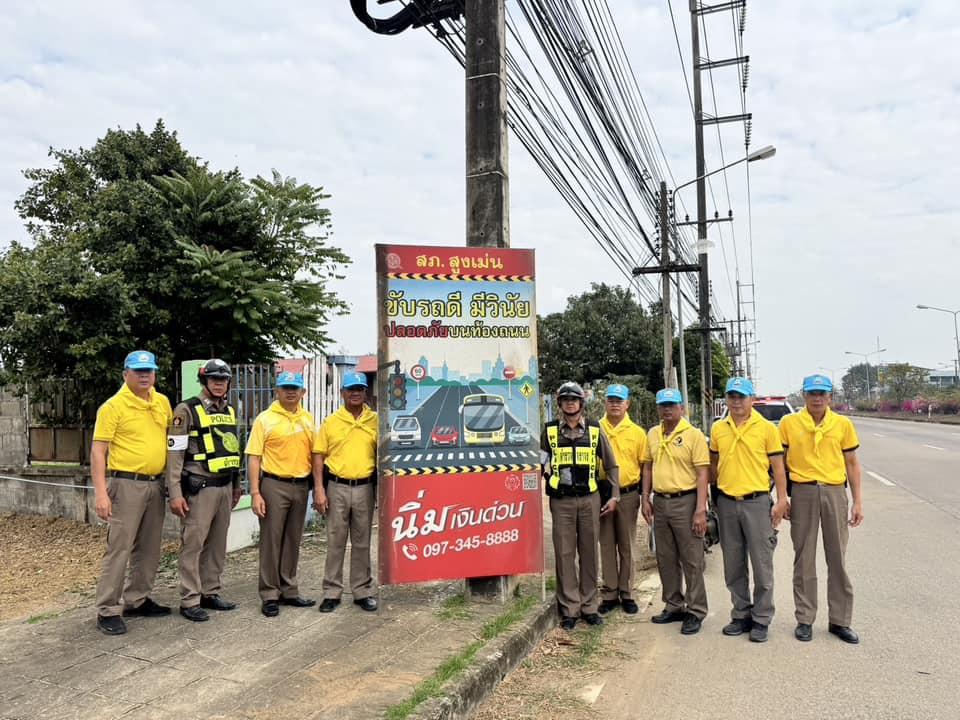 สภ. สูงเม่น
ขับรถดี มีวินัย
ปลอดภัยบนท้องถนน
นิ่มเงินด่วน
097-345-8888
POLICE